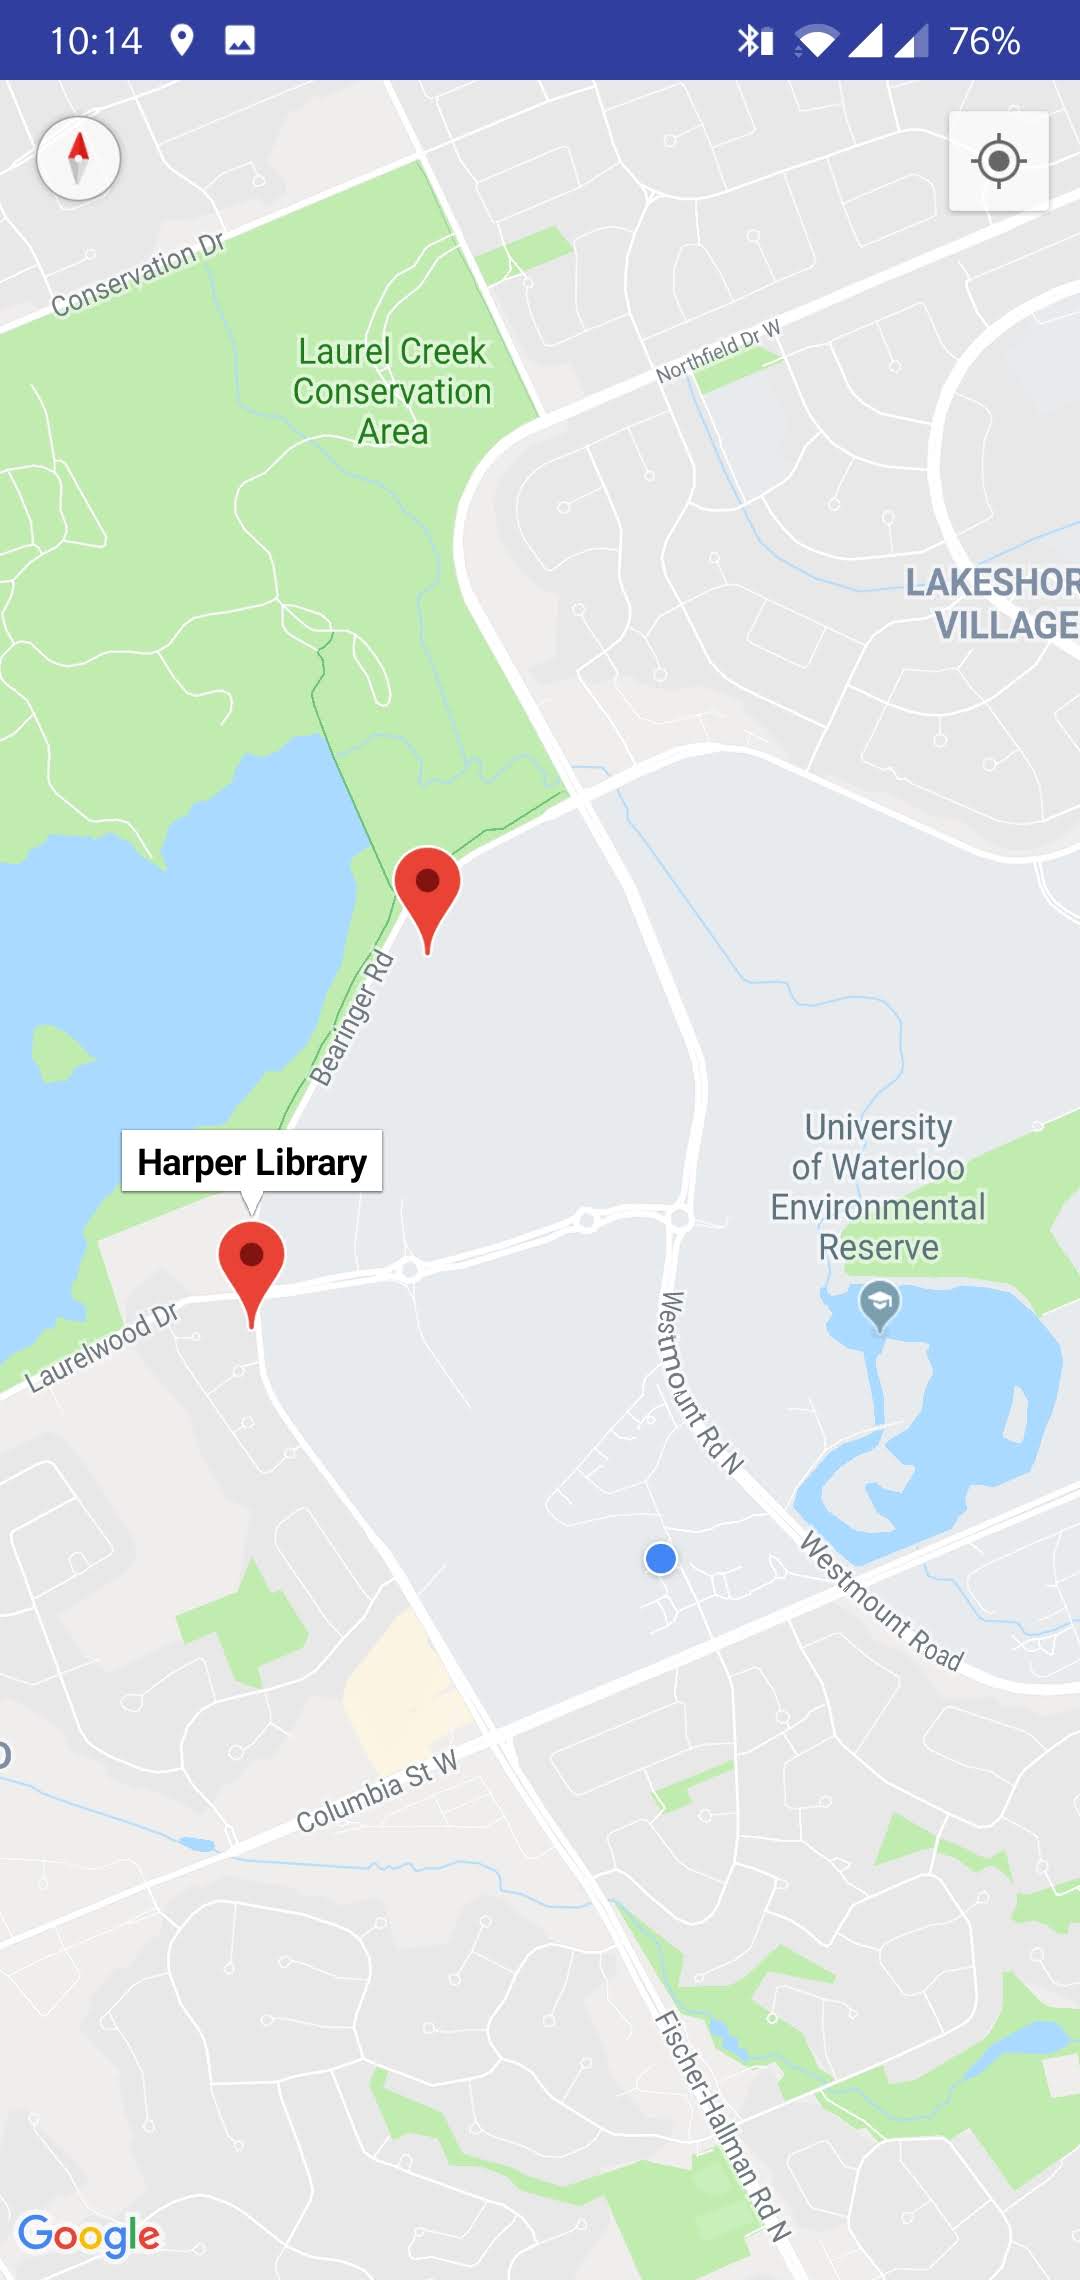 10:14
76%
Conservation Dr
Laurel Creek
Conservation
Area
Northfield Dr W
LAKESHOR
VILLAGE
Bearinger Rd
University
of Waterloo
Environmental
Reserve
Harper Library
Laurelwood Dr
Westmount Rd N
Westmount Road
Columbia St W
Fischer-Hallman Rd N
Google